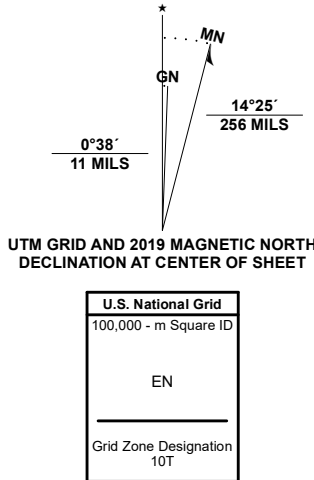 ★
MN
GN
0°38´
11 MILS
14°25´
256 MILS
UTM GRID AND 2019 MAGNETIC NORTH
DECLINATION AT CENTER OF SHEET
U.S. National Grid
100,000 - m Square ID
EN
Grid Zone Designation
10T